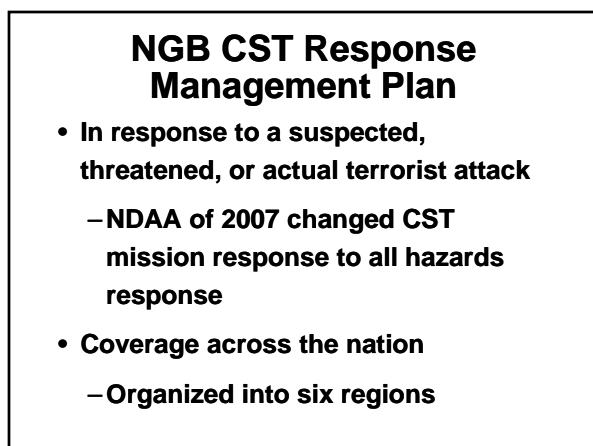 NGB CST Response
Management Plan
• In response to a suspected,
threatened, or actual terrorist attack
–NDAA of 2007 changed CST
mission response to all hazards
response
• Coverage across the nation
–Organized into six regions